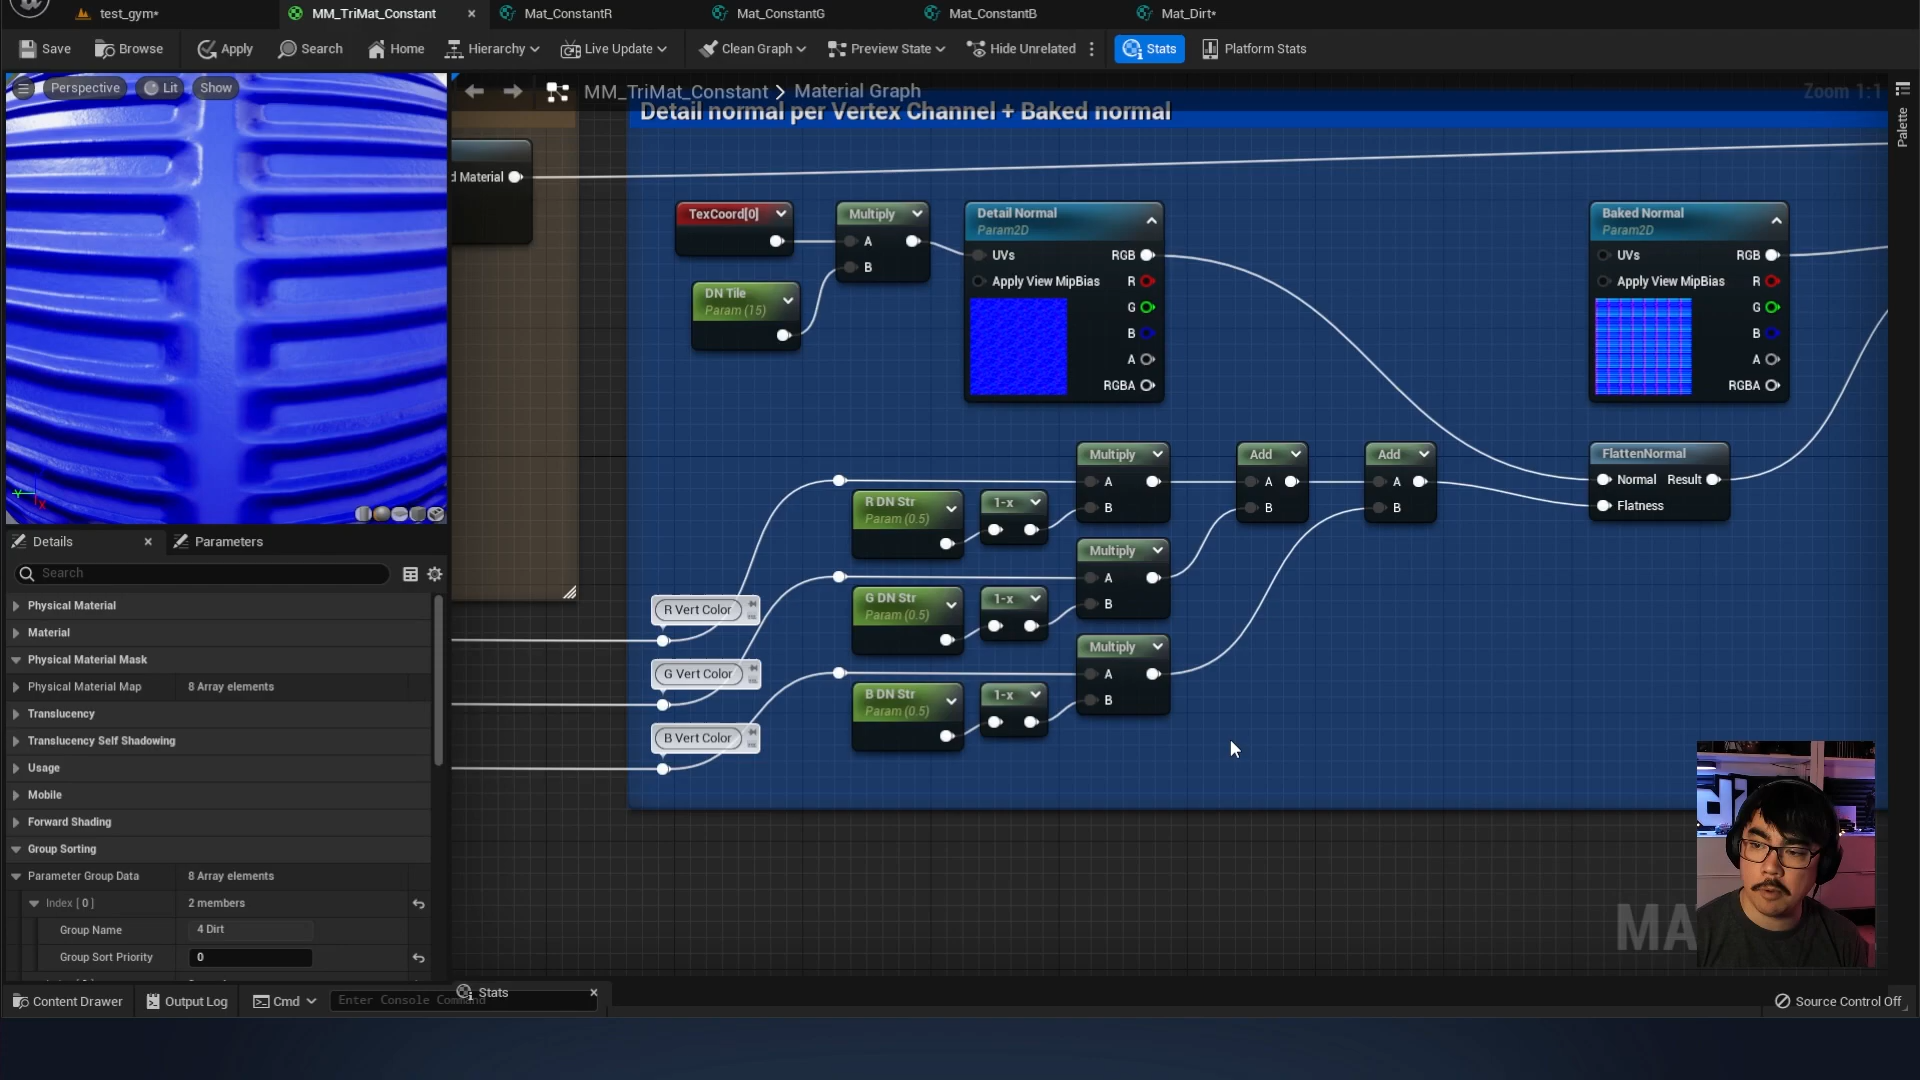 test_gym*
MM_TriMat_Constant
Mat_ConstantR
Mat_ConstantG
Mat_ConstantB
Mat_Dirt*
Save
Browse
Apply
Search
Home
Hierarchy
Live Update
Clean Graph
Preview State
Hide Unrelated
Stats
Platform Stats
Perspective
Lit
Show
MM_TriMat_Constant > Material Graph
Zoom 1:1
Palette
Detail normal per Vertex Channel + Baked normal
d Material
TexCoord[0]
Multiply
A
B
DN Tile
Param (15)
Detail Normal
Param2D
UVs
RGB
Apply View MipBias
R
G
B
A
RGBA
Baked Normal
Param2D
UVs
RGB
Apply View MipBias
R
G
B
A
RGBA
Multiply
A
B
Add
A
B
Add
A
B
FlattenNormal
Normal
Result
Flatness
R DN Str
Param (0.5)
1-x
Multiply
A
B
G DN Str
Param (0.5)
1-x
Multiply
A
B
B DN Str
Param (0.5)
1-x
R Vert Color
G Vert Color
B Vert Color
Y
X
Details
Parameters
Search
Physical Material
Material
Physical Material Mask
Physical Material Map
8 Array elements
Translucency
Translucency Self Shadowing
Usage
Mobile
Forward Shading
Group Sorting
Parameter Group Data
8 Array elements
Index [ 0 ]
2 members
Group Name
4 Dirt
Group Sort Priority
0
MA
Content Drawer
Output Log
Cmd
Enter Console Command
Stats
Source Control Off